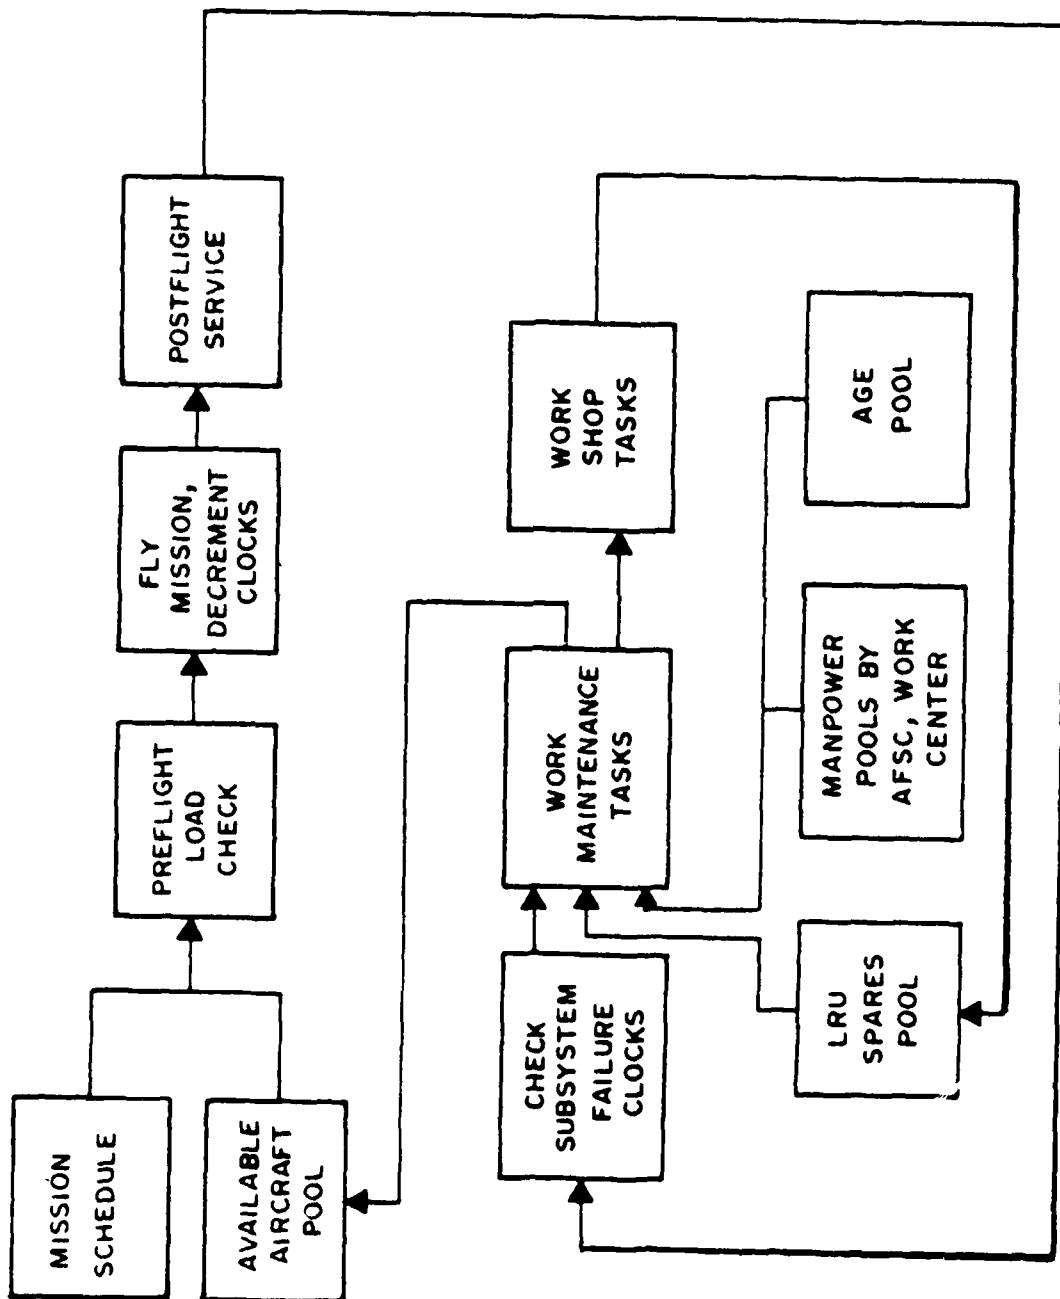 MISSION
SCHEDULE
AVAILABLE
AIRCRAFT
POOL
PREFLIGHT
LOAD
CHECK
FLY
MISSION,
DECREMENT
CLOCKS
POSTFLIGHT
SERVICE
CHECK
SUBSYSTEM
FAILURE
CLOCKS
WORK
MAINTENANCE
TASKS
WORK
SHOP
TASKS
LRU
SPARES
POOL
MANPOWER
POOLS BY
AFSC, WORK
CENTER
AGE
POOL